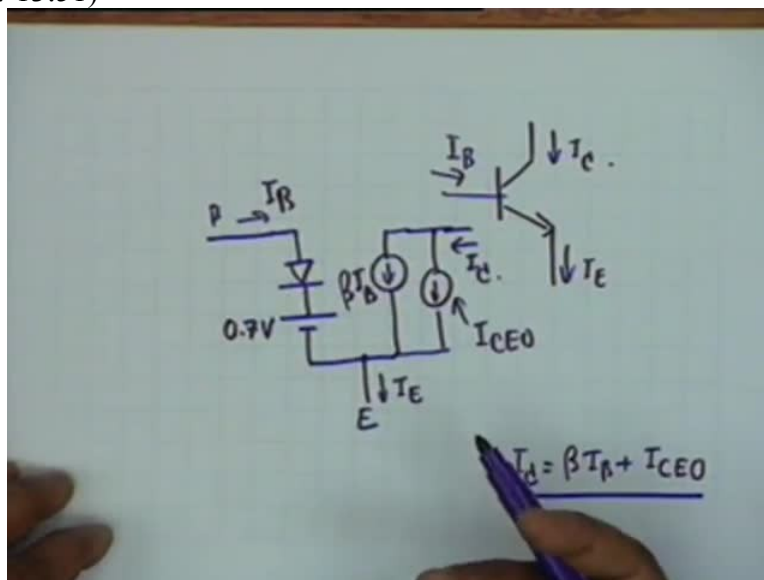 I_B
I_C.
B → I_B
βI_B
I_C.
I_E
0.7V
I_CEO
I_E
E
I_C = βI_B + I_CEO